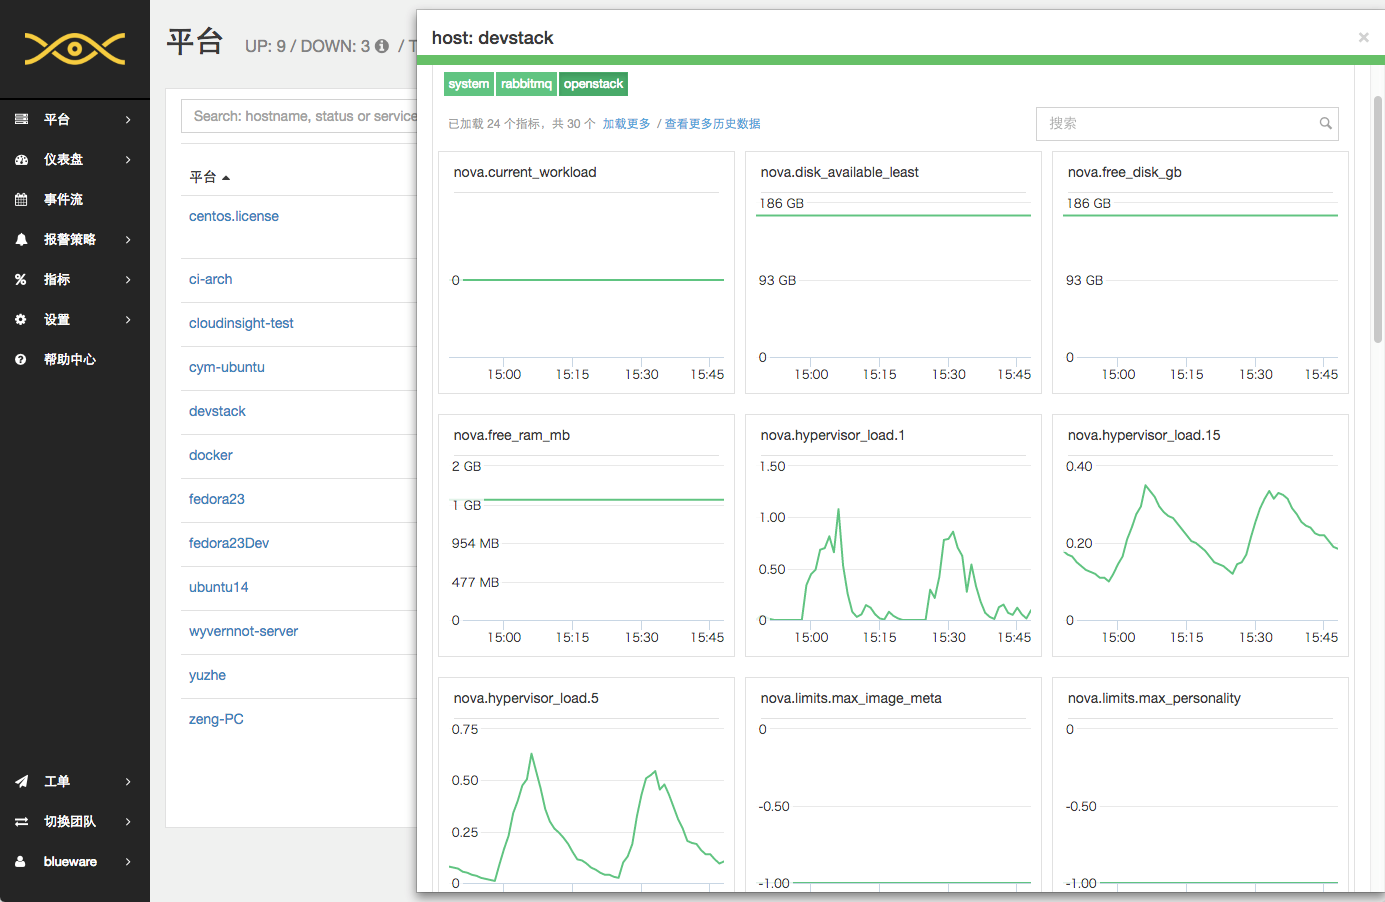 平台
仪表盘
事件流
报警策略
指标
设置
帮助中心
工单
切换团队
blueware
平台 UP: 9 / DOWN: 3 / T
Search: hostname, status or service
平台
centos.license
ci-arch
cloudinsight-test
cym-ubuntu
devstack
docker
fedora23
fedora23Dev
ubuntu14
wyvernnot-server
yuzhe
zeng-PC
host: devstack ×
system rabbitmq openstack
已加载 24 个指标，共 30 个 加载更多 / 查看更多历史数据
搜索
nova.current_workload
0
15:00 15:15 15:30 15:45
nova.disk_available_least
186 GB
93 GB
0
15:00 15:15 15:30 15:45
nova.free_disk_gb
186 GB
93 GB
0
15:00 15:15 15:30 15:45
nova.free_ram_mb
2 GB
1 GB
954 MB
477 MB
0
15:00 15:15 15:30 15:45
nova.hypervisor_load.1
1.50
1.00
0.50
0
15:00 15:15 15:30 15:45
nova.hypervisor_load.15
0.40
0.20
0
15:00 15:15 15:30 15:45
nova.hypervisor_load.5
0.75
0.50
0.25
0
nova.limits.max_image_meta
0
-0.50
-1.00
nova.limits.max_personality
0
-0.50
-1.00